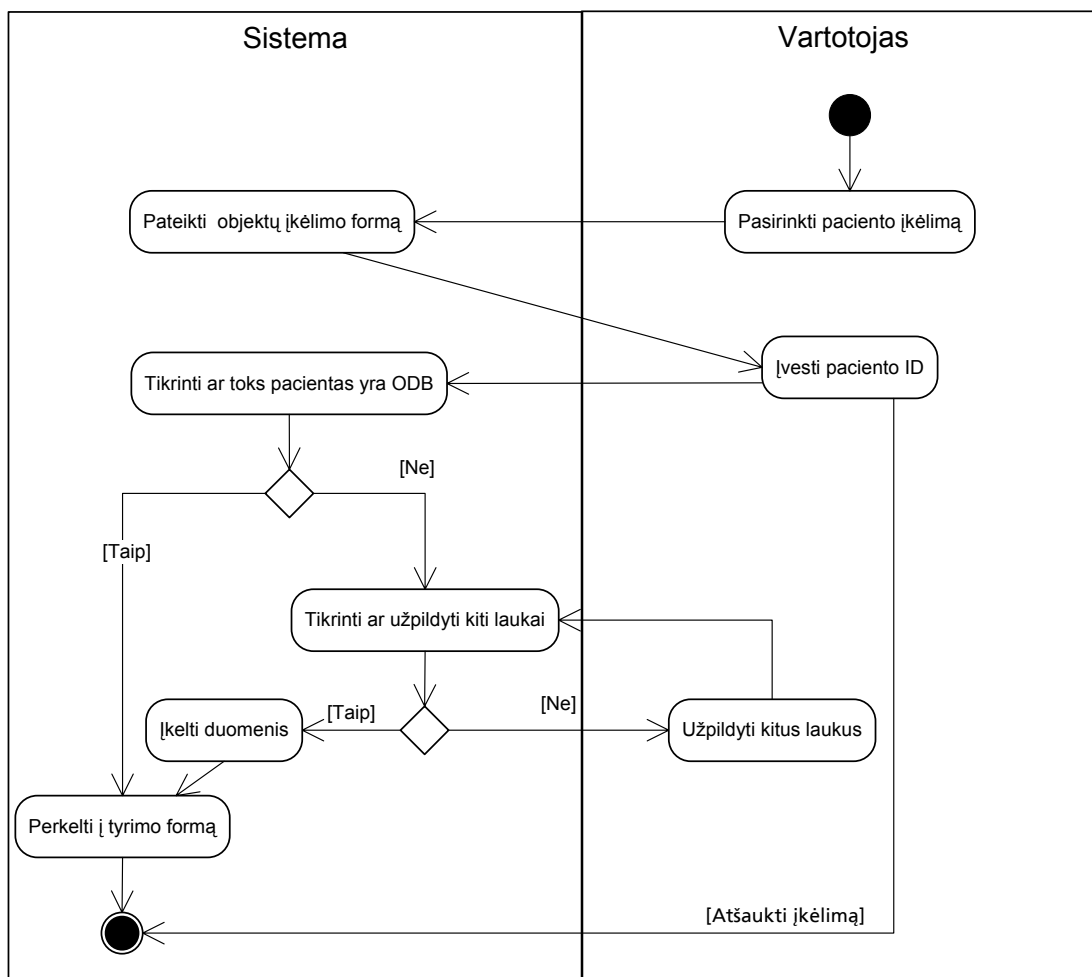 Sistema
Vartotojas
Pateikti  objektų įkėlimo formą
Pasirinkti paciento įkėlimą
Įvesti paciento ID
Tikrinti ar toks pacientas yra ODB
[Ne]
[Taip]
Tikrinti ar užpildyti kiti laukai
Įkelti duomenis
[Taip]
[Ne]
Užpildyti kitus laukus
Perkelti į tyrimo formą
[Atšaukti įkėlimą]